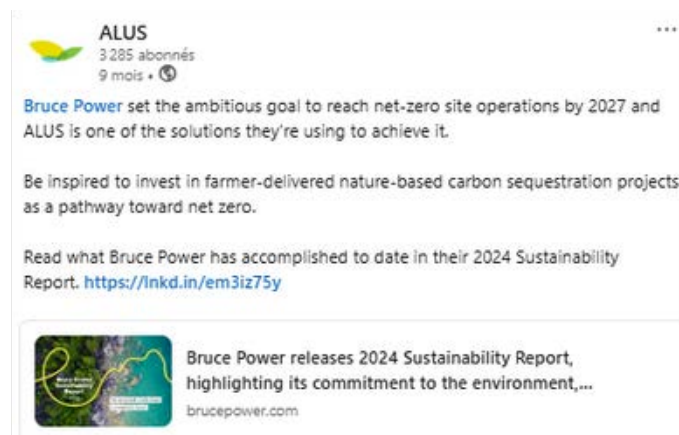 ALUS
3 285 abonnés
9 mois •
Bruce Power set the ambitious goal to reach net-zero site operations by 2027 and
ALUS is one of the solutions they're using to achieve it.
Be inspired to invest in farmer-delivered nature-based carbon sequestration projects
as a pathway toward net zero.
Read what Bruce Power has accomplished to date in their 2024 Sustainability
Report. https://lnkd.in/em3iz75y
Bruce Power releases 2024 Sustainability Report,
highlighting its commitment to the environment,...
brucepower.com